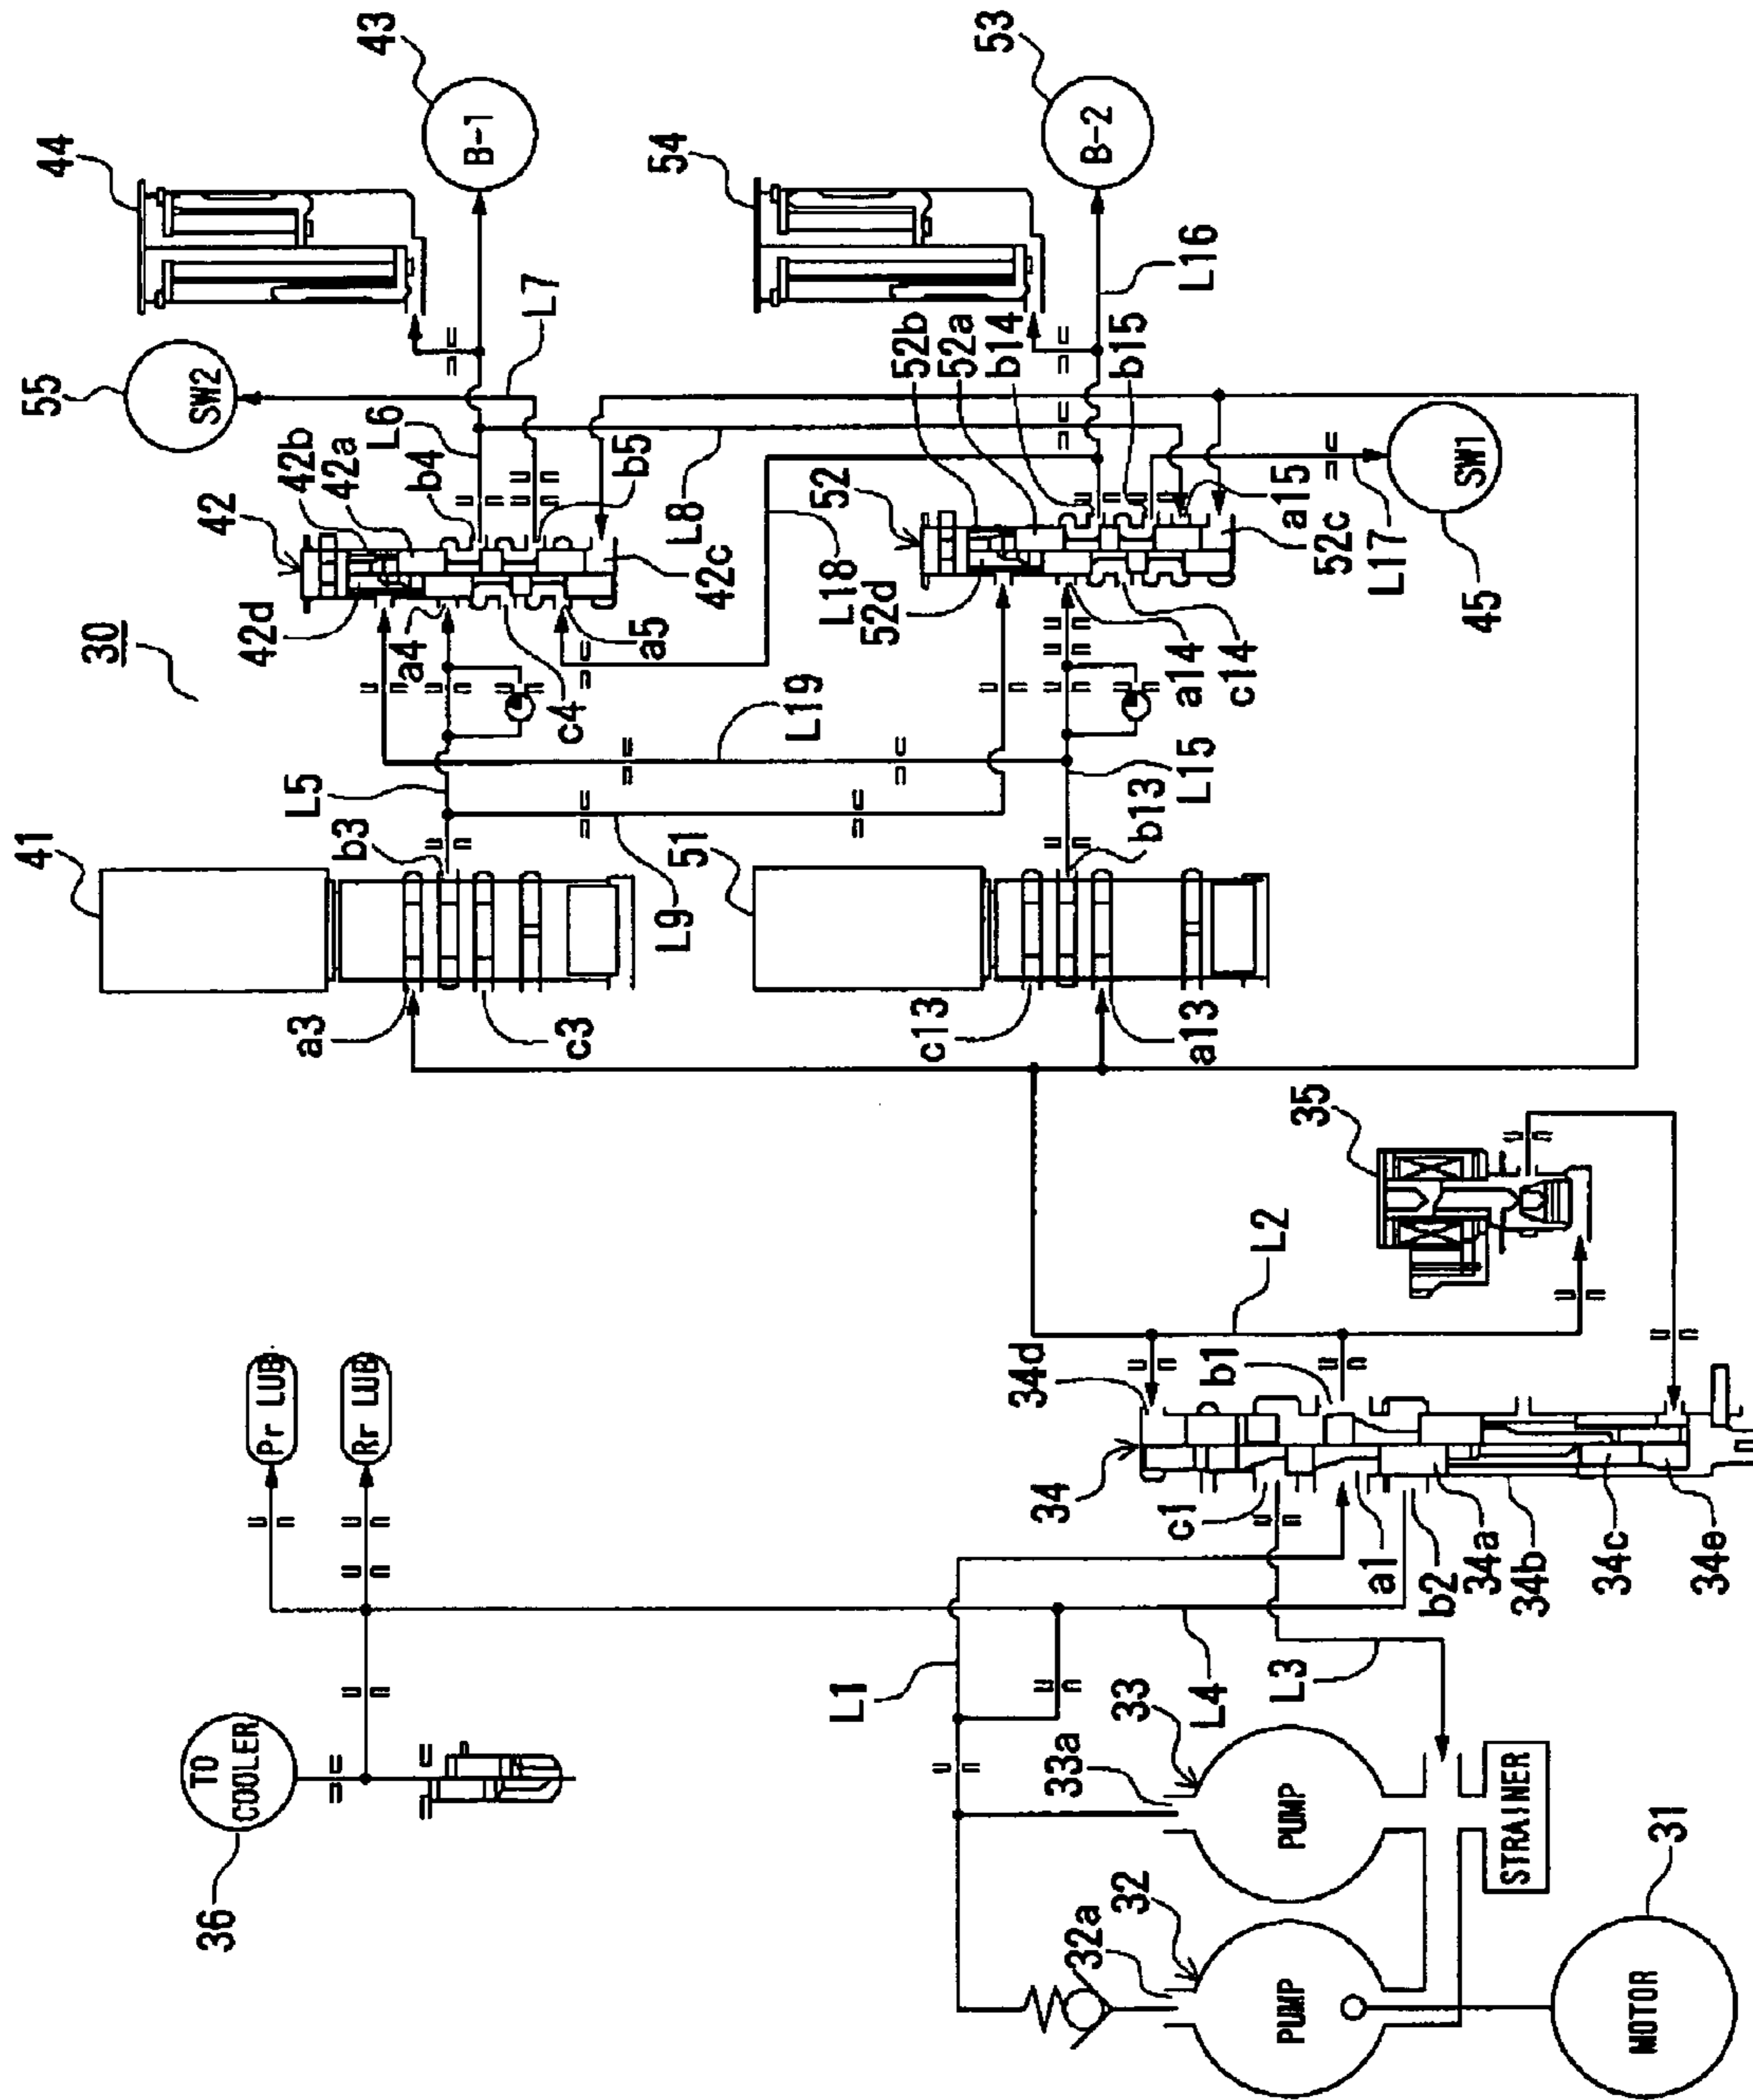 30
41
a3
c3
b3
L5
L9
42
42d
42b
42a
a4
b4
c4
a5
b5
42c
L6
L7
L8
SW2
55
44
B-1
43
L19
L18
51
c13
a13
b13
L15
52
52d
52b
52a
b14
b15
a14
c14
a15
52c
L17
SW1
45
54
B-2
53
L16
TO COOLER
36
Pr LUB
Rr LUB
L1
L4
L3
L2
34
34d
b1
c1
a1
b2
34a
34b
34c
34e
35
33
33a
PUMP
32
32a
PUMP
STRAINER
MOTOR
31